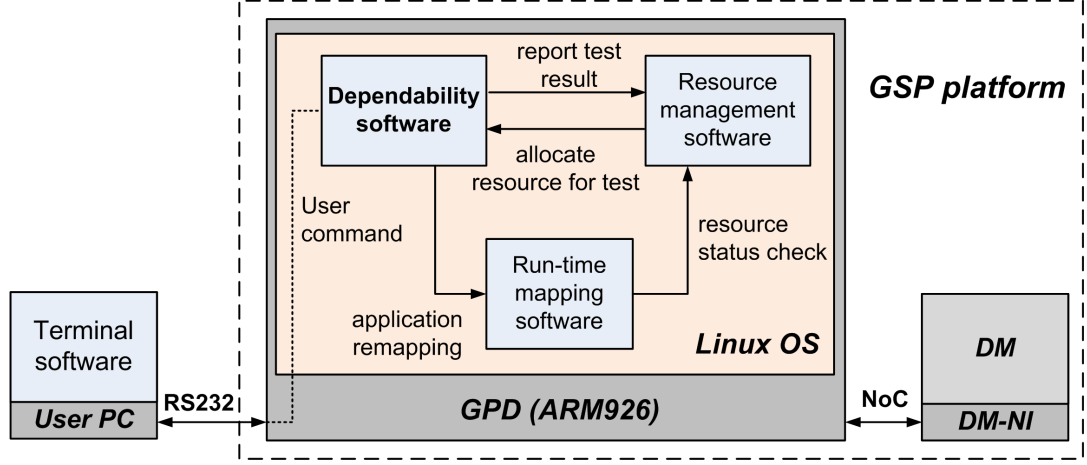 GSP platform
report test
result
Dependability
software
Resource
management
software
allocate
resource for test
User
command
resource
status check
Run-time
mapping
software
application
remapping
Linux OS
Terminal
software
User PC
RS232
GPD (ARM926)
NoC
DM
DM-NI